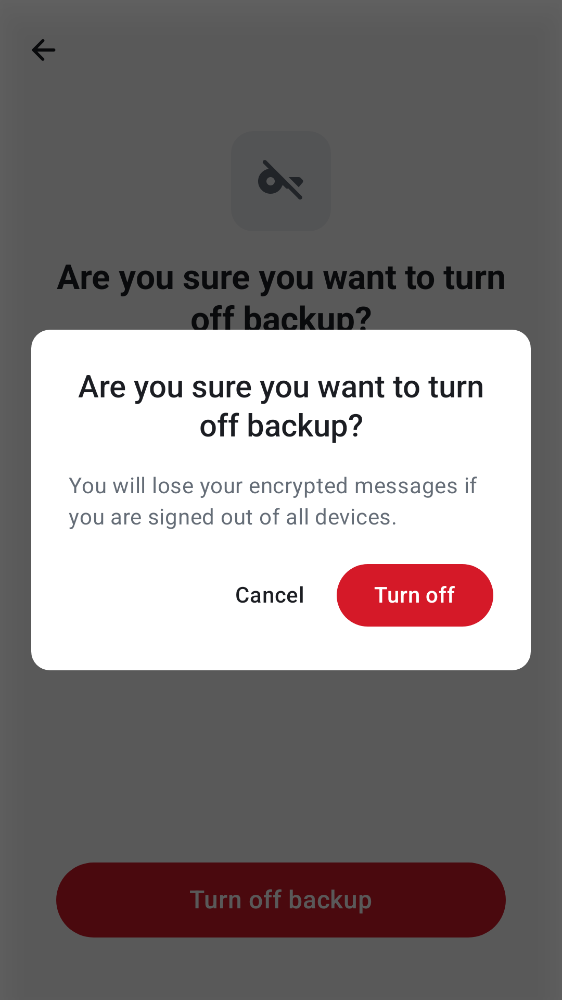 Are you sure you want to turn
off backup?
Are you sure you want to turn
off backup?
You will lose your encrypted messages if
you are signed out of all devices.
Cancel
Turn off
Turn off backup